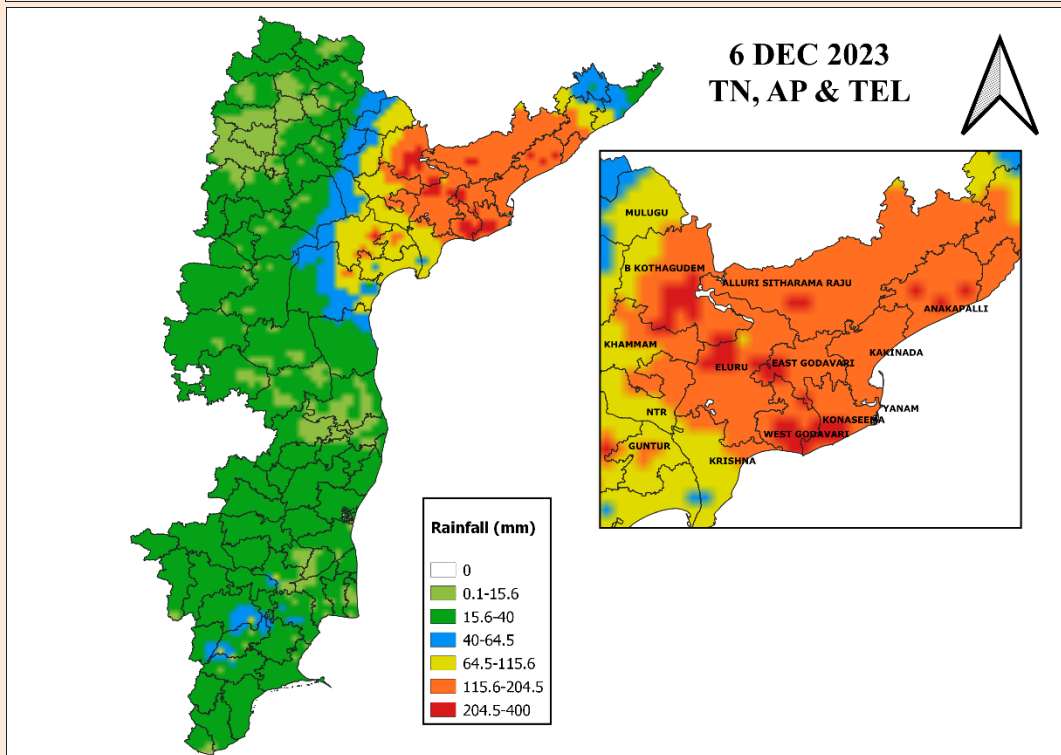 6 DEC 2023
TN, AP & TEL
MULUGU
B KOTHAGUDEM
ALLURI SITHARAMA RAJU
ANAKAPALLI
KHAMMAM
KAKINADA
ELURU
EAST GODAVARI
YANAM
NTR
KONASEEMA
WEST GODAVARI
GUNTUR
KRISHNA
Rainfall (mm)
0
0.1-15.6
15.6-40
40-64.5
64.5-115.6
115.6-204.5
204.5-400